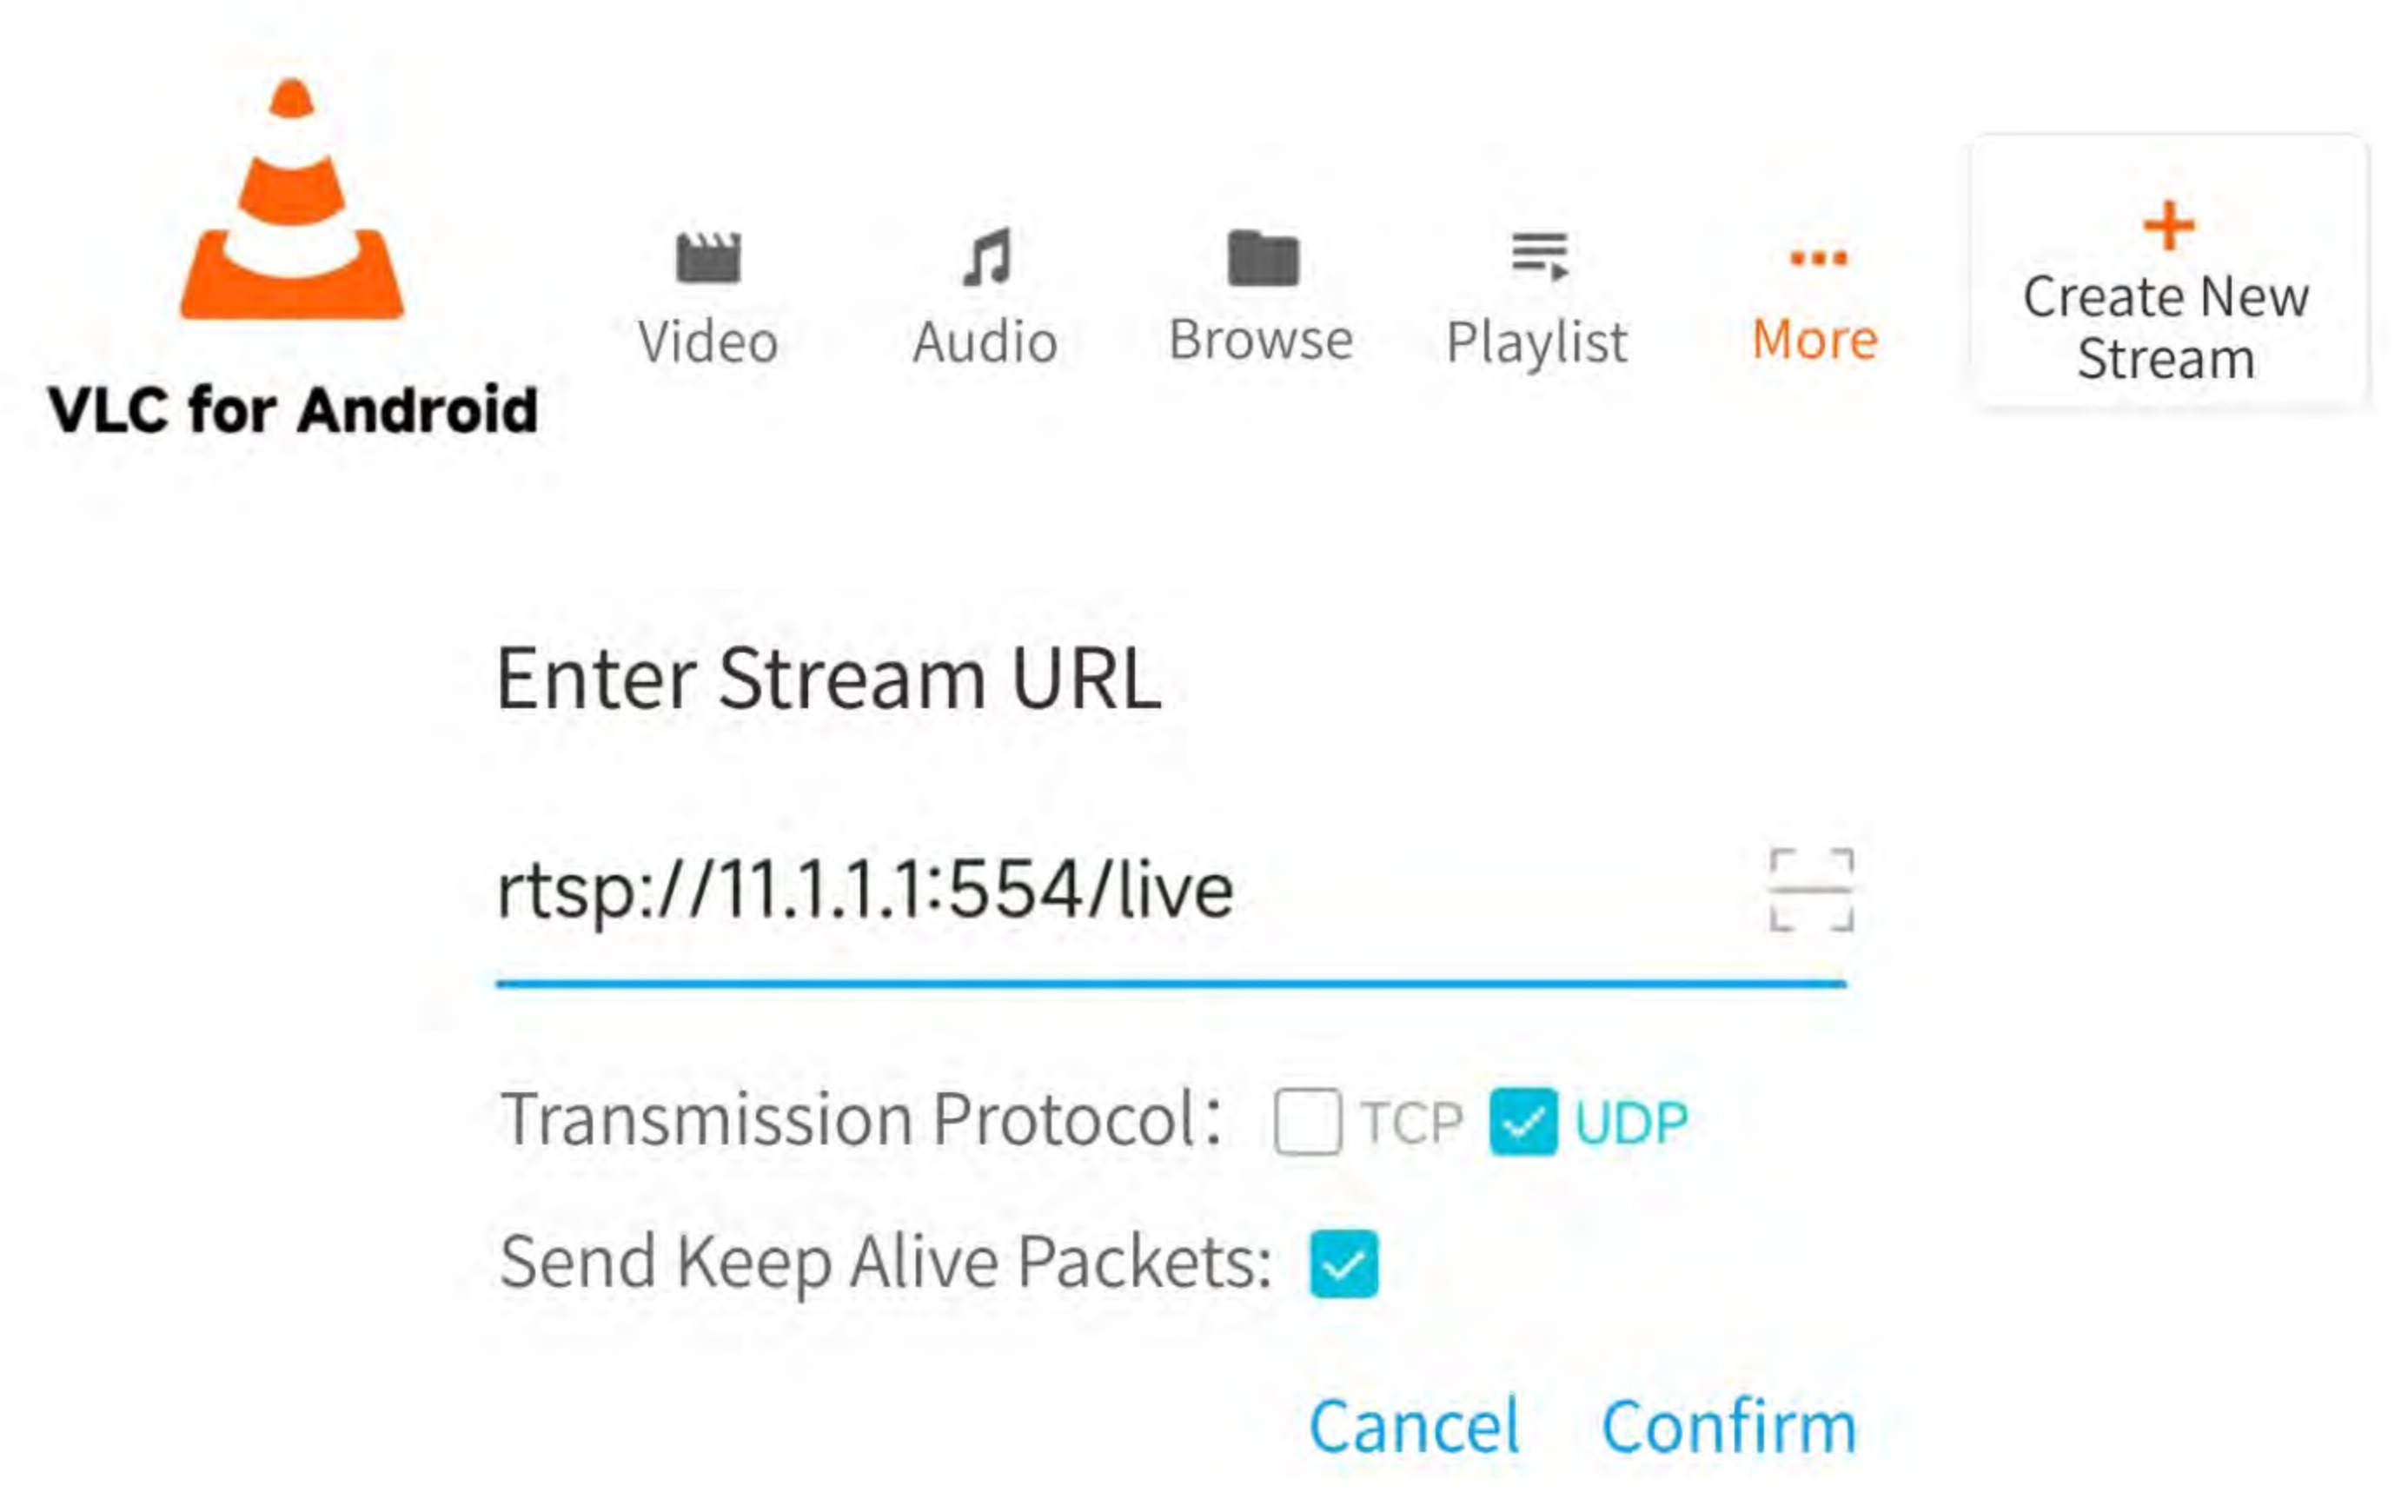 VLC for Android
Video
Audio
Browse
Playlist
More
Create New
Stream
Enter Stream URL
rtsp://11.1.1.1:554/live
Transmission Protocol: TCP UDP
Send Keep Alive Packets:
Cancel Confirm